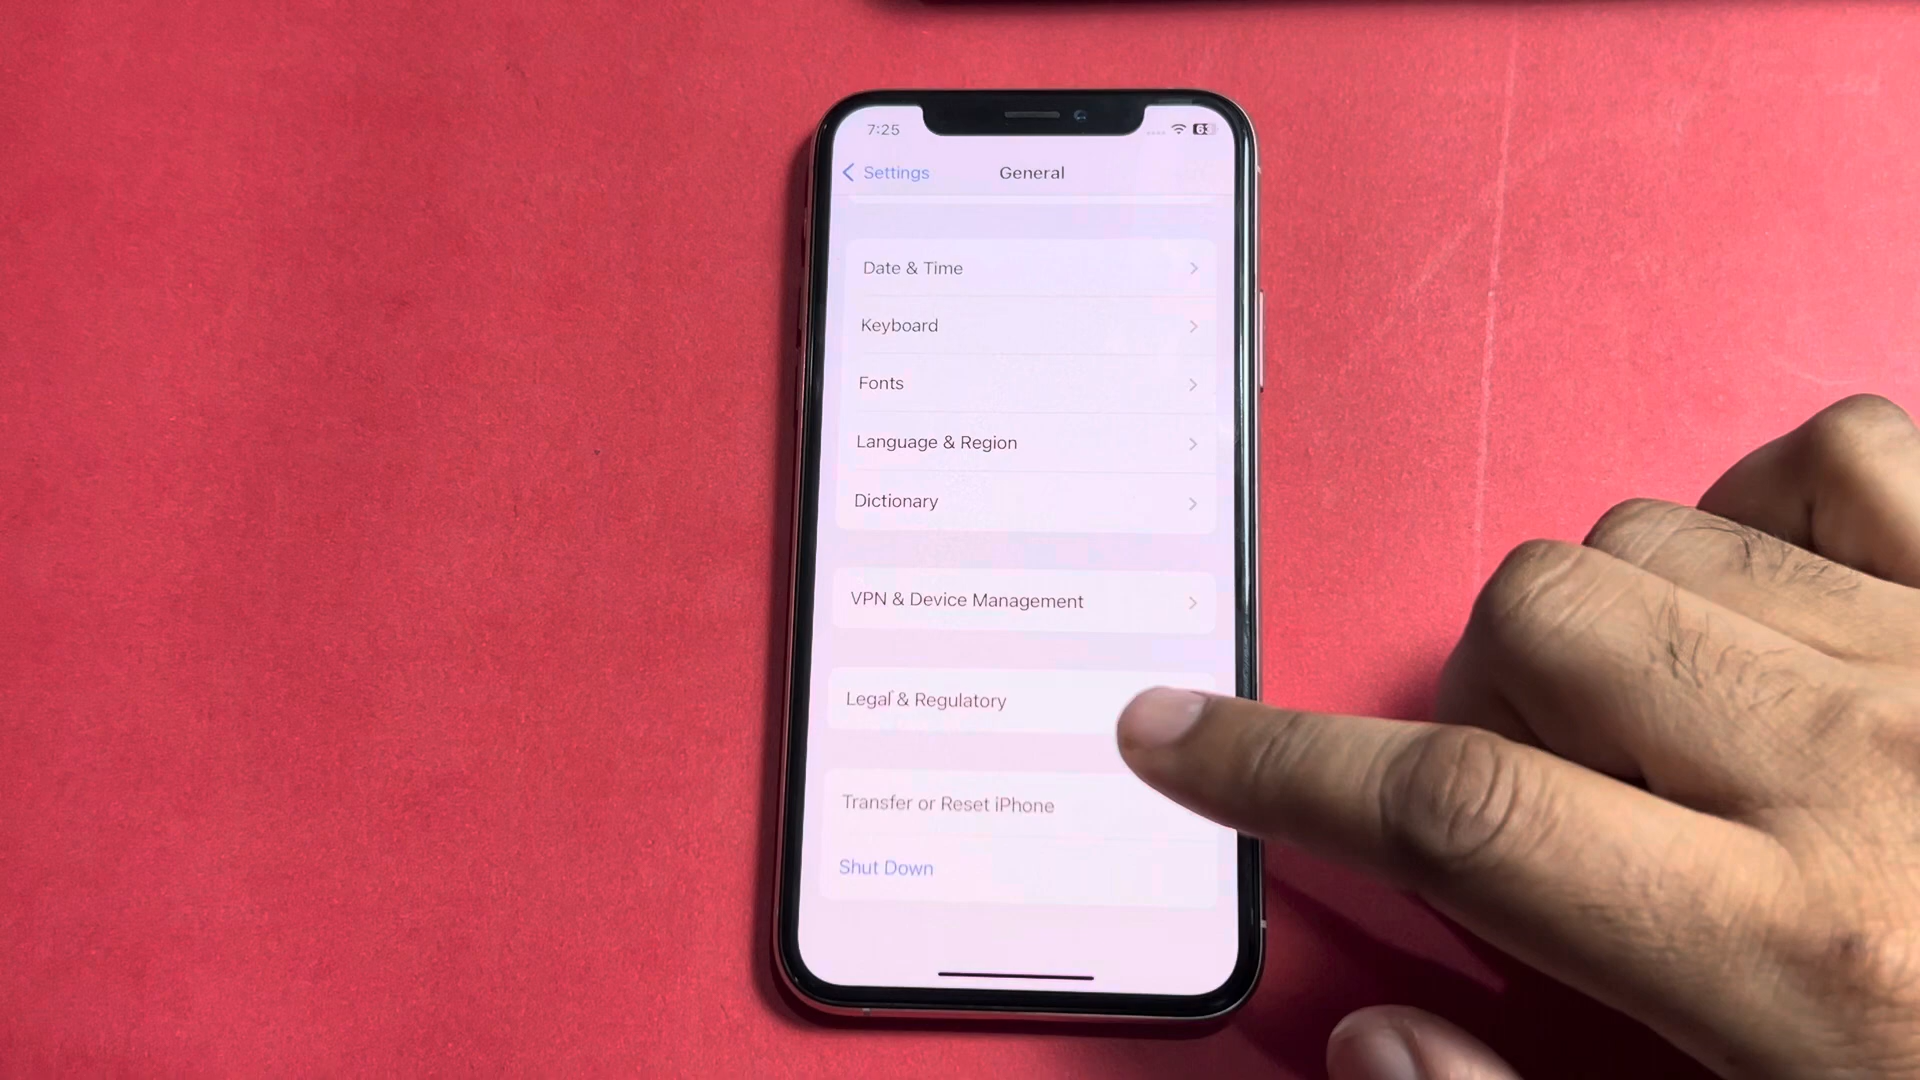 7:25
Settings
General
Date & Time
Keyboard
Fonts
Language & Region
Dictionary
VPN & Device Management
Legal & Regulatory
Transfer or Reset iPhone
Shut Down